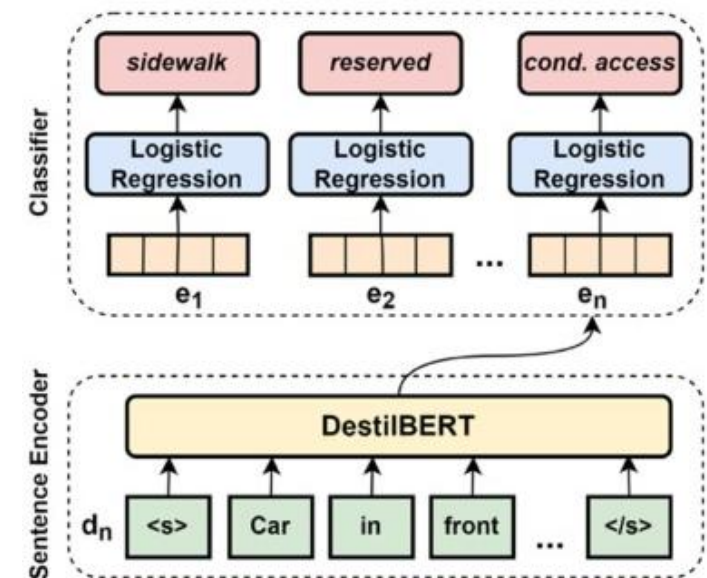 Classifier
sidewalk reserved cond. access
Logistic Regression Logistic Regression Logistic Regression
...
e1 e2 en
Sentence Encoder
DestilBERT
dn <s> Car in front ... </s>